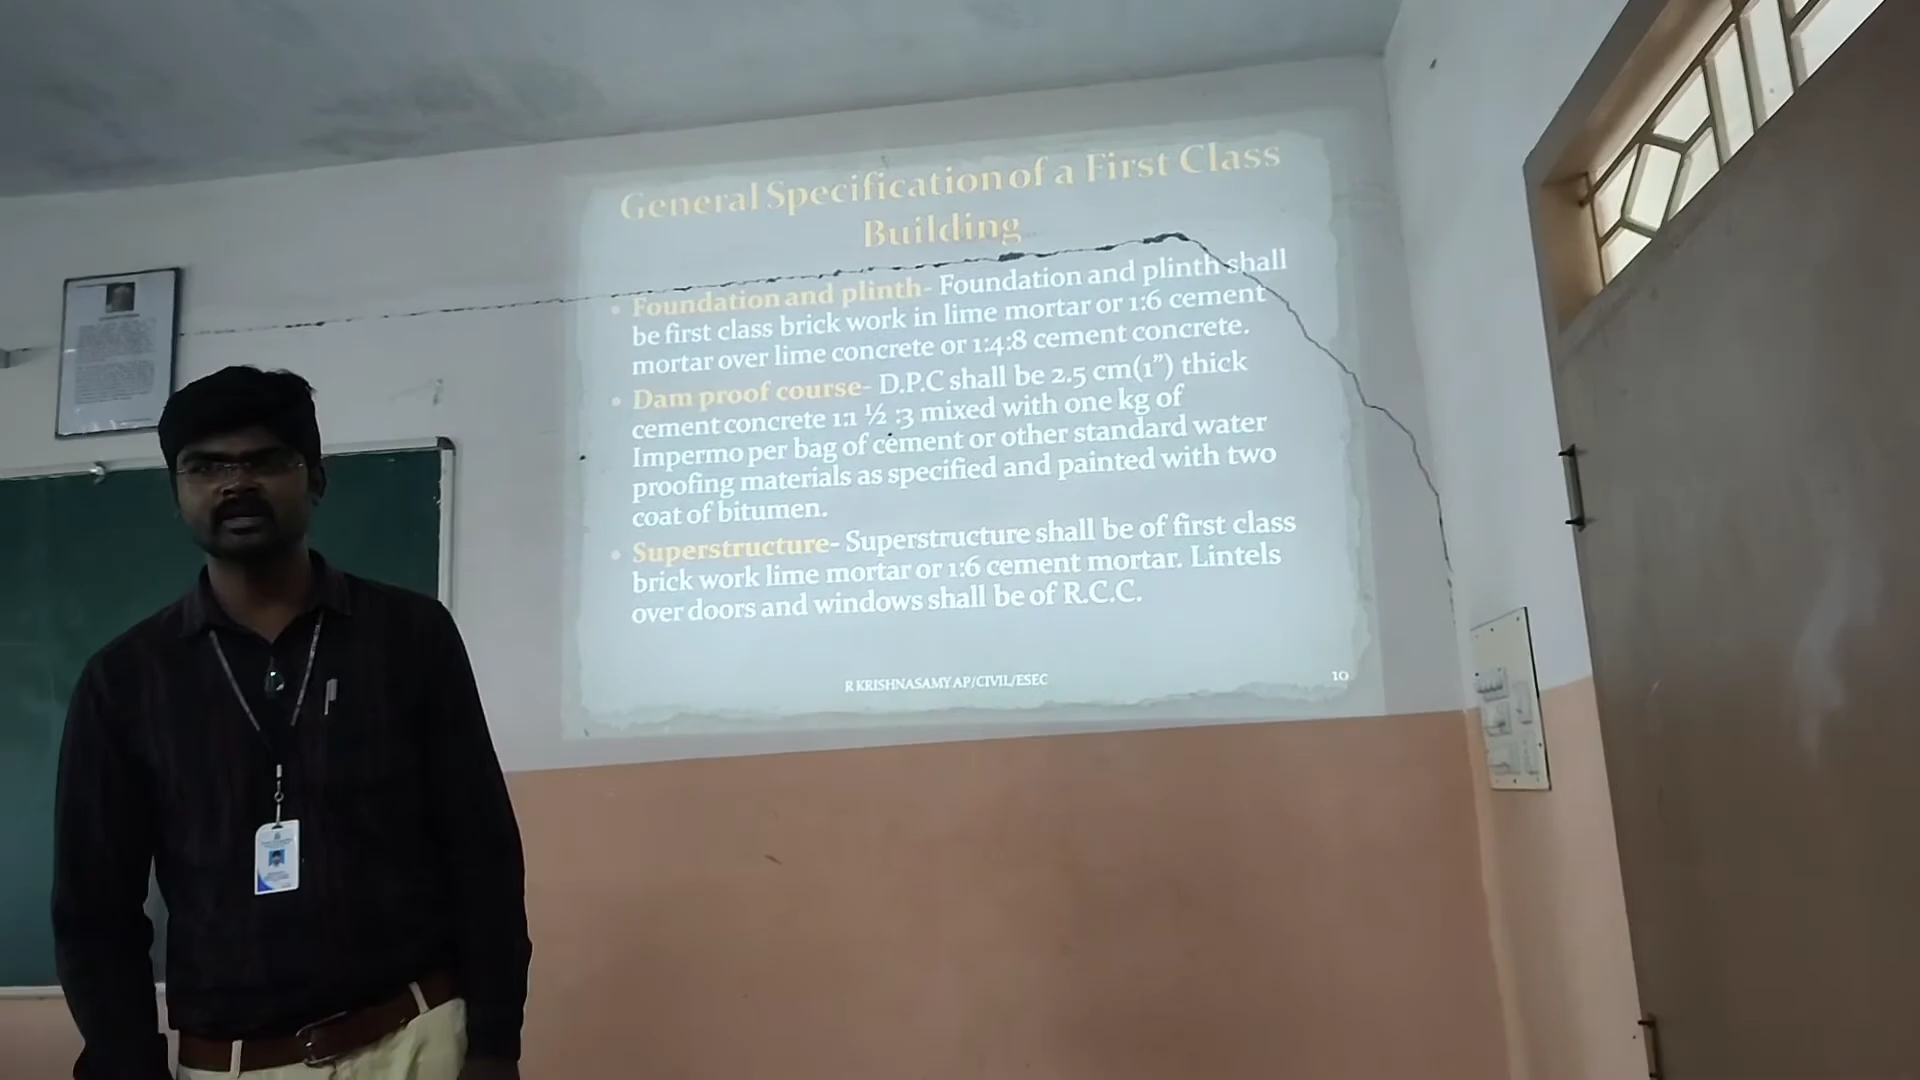 General Specification of a First Class
Building
• Foundation and plinth- Foundation and plinth shall
be first class brick work in lime mortar or 1:6 cement
mortar over lime concrete or 1:4:8 cement concrete.
• Dam proof course- D.P.C shall be 2.5 cm(1”) thick
cement concrete 1:1 ½ :3 mixed with one kg of
Impermo per bag of cement or other standard water
proofing materials as specified and painted with two
coat of bitumen.
• Superstructure- Superstructure shall be of first class
brick work lime mortar or 1:6 cement mortar. Lintels
over doors and windows shall be of R.C.C.
R KRISHNASAMY AP/CIVIL/ESEC
10